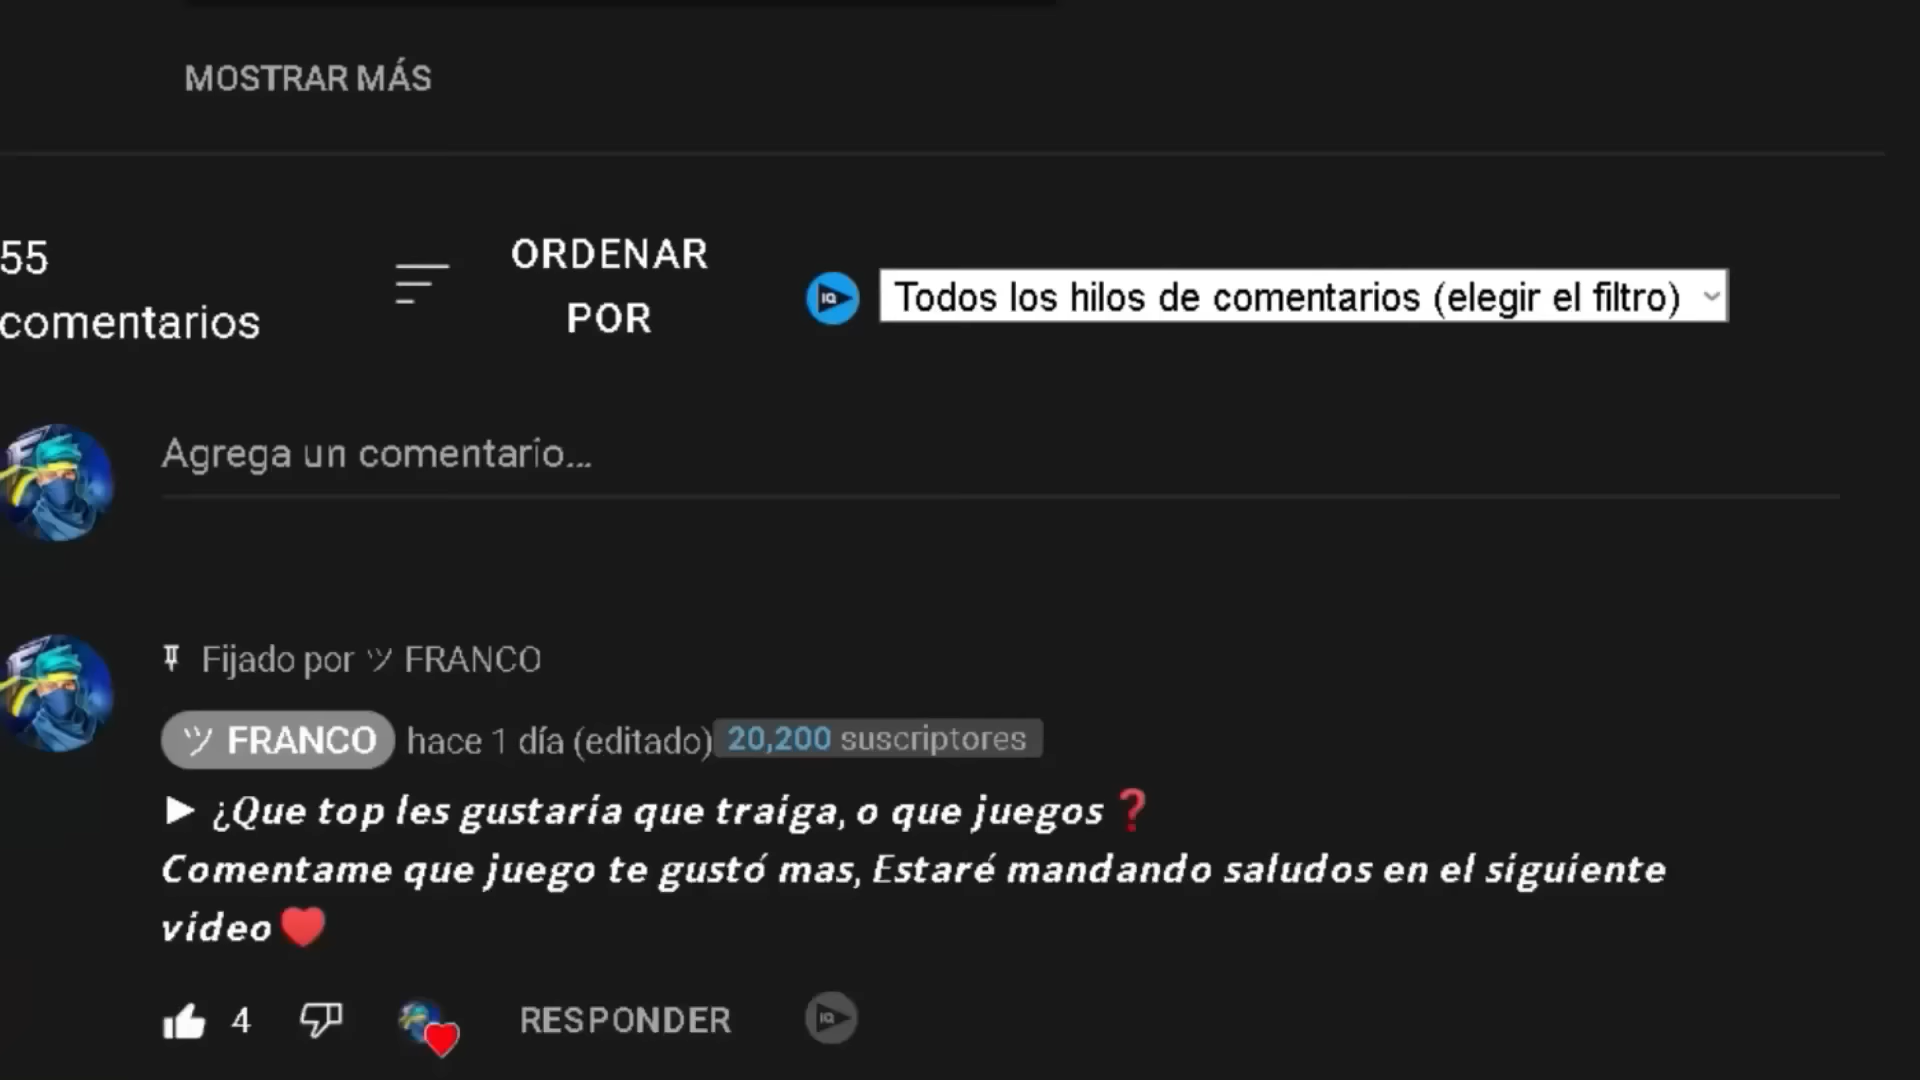 MOSTRAR MÁS
55
comentarios
ORDENAR
POR
Todos los hilos de comentarios (elegir el filtro)
Agrega un comentario...
Fijado por ツ FRANCO
ツ FRANCO hace 1 día (editado) 20,200 suscriptores
► ¿Que top les gustaria que traiga, o que juegos❓
Comentame que juego te gustó mas, Estaré mandando saludos en el siguiente
video❤️
4 RESPONDER